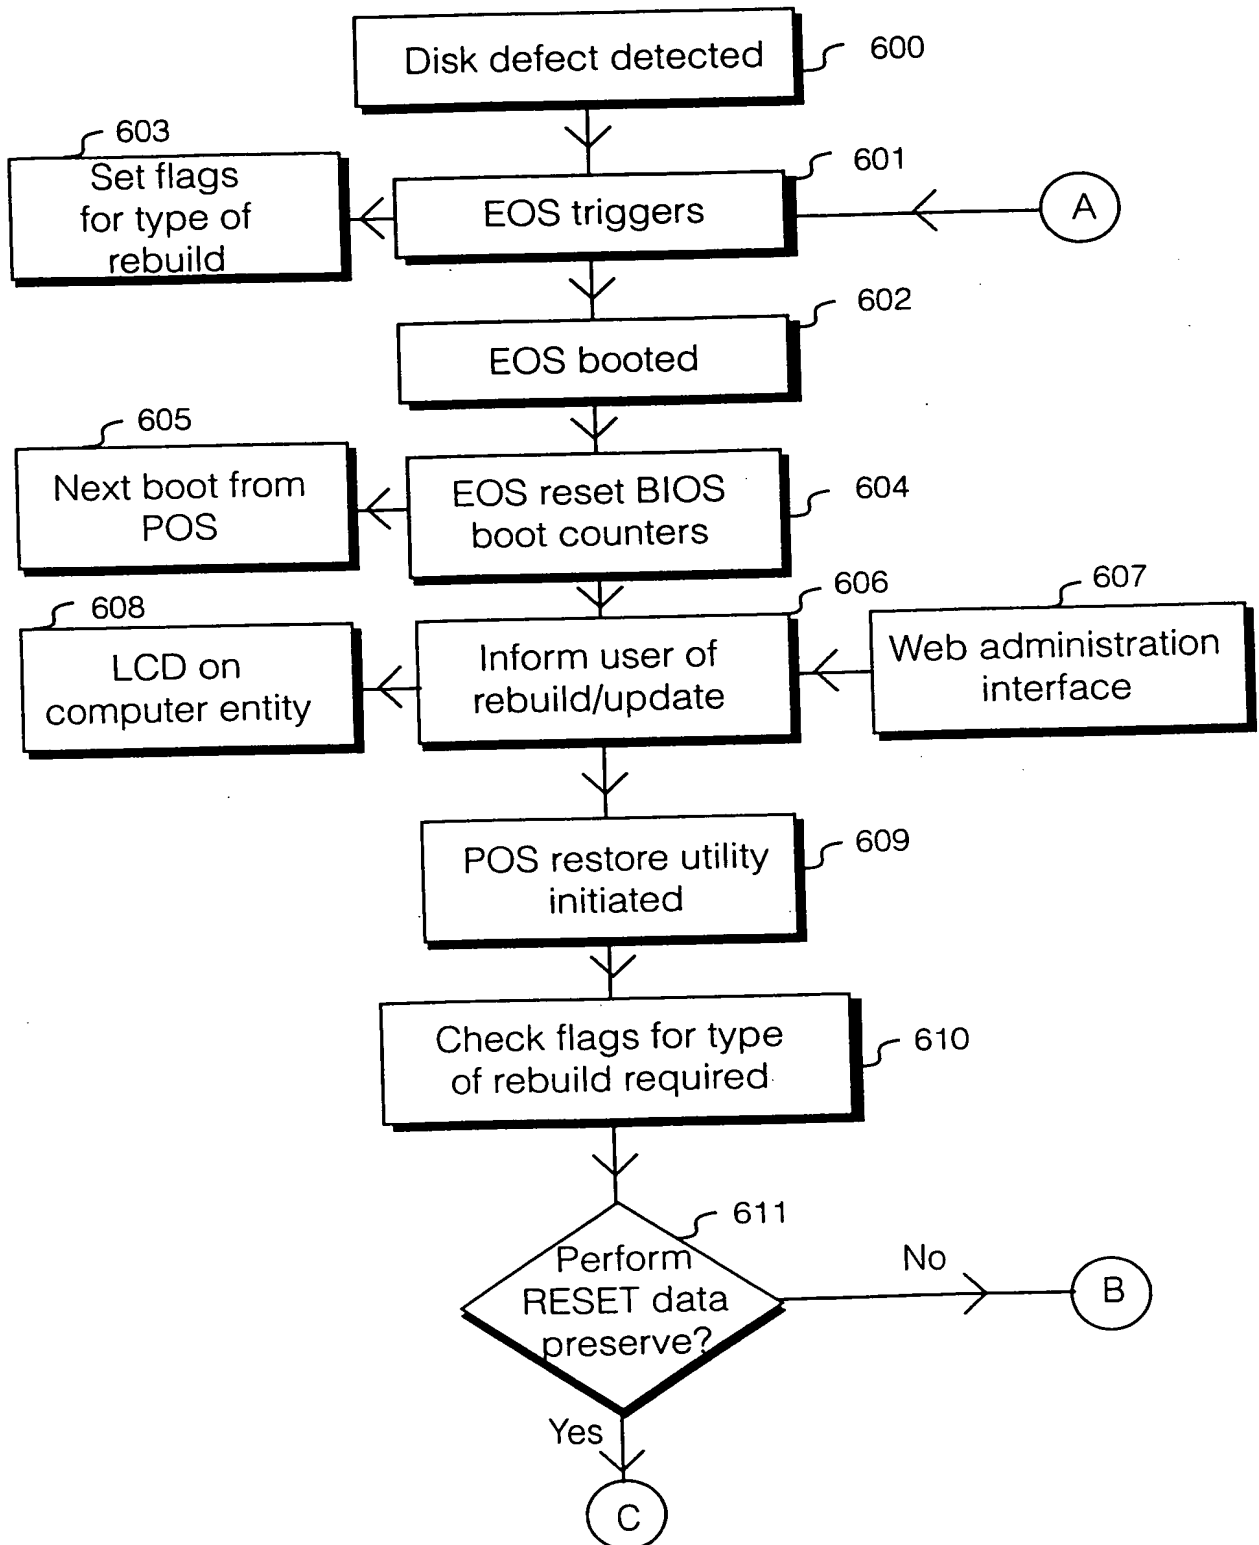 Disk defect detected
600
603
Set flags
for type of
rebuild
EOS triggers
601
A
EOS booted
602
605
Next boot from
POS
EOS reset BIOS
boot counters
604
608
LCD on
computer entity
606
Inform user of
rebuild/update
607
Web administration
interface
POS restore utility
initiated
609
Check flags for type
of rebuild required
610
611
Perform
RESET data
preserve?
No
B
Yes
C